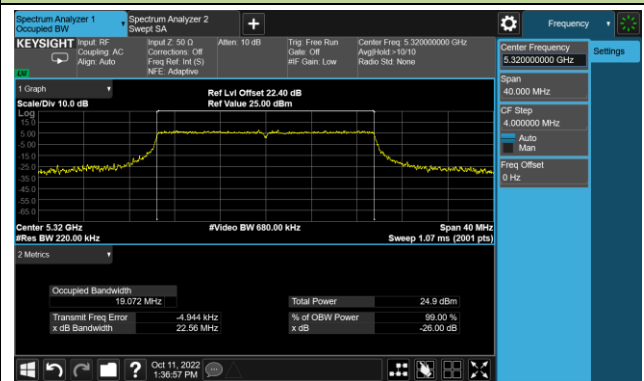 Spectrum Analyzer 1
Occupied BW
Spectrum Analyzer 2
Swept SA
+
Frequency
KEYSIGHT
Input: RF
Coupling: AC
Align: Auto
Input Z: 50 Ω
Corrections: Off
Freq Ref: Int (S)
NFE: Adaptive
Atten: 10 dB
Trig: Free Run
Gate: Off
#IF Gain: Low
Center Freq: 5.320000000 GHz
Avg|Hold:>10/10
Radio Std: None
Center Frequency
5.320000000 GHz
Settings
Span
40.000 MHz
CF Step
4.000000 MHz
Auto
Man
Freq Offset
0 Hz
1 Graph
Scale/Div 10.0 dB
Ref Lvl Offset 22.40 dB
Ref Value 25.00 dBm
Log
15.0
5.00
-5.00
-15.0
-25.0
-35.0
-45.0
-55.0
-65.0
Center 5.32 GHz
#Video BW 680.00 kHz
Span 40 MHz
#Res BW 220.00 kHz
Sweep 1.07 ms (2001 pts)
2 Metrics
Occupied Bandwidth
19.072 MHz
Total Power 24.9 dBm
Transmit Freq Error -4.944 kHz
% of OBW Power 99.00 %
x dB Bandwidth 22.56 MHz
x dB -26.00 dB
?
Oct 11, 2022
1:36:57 PM